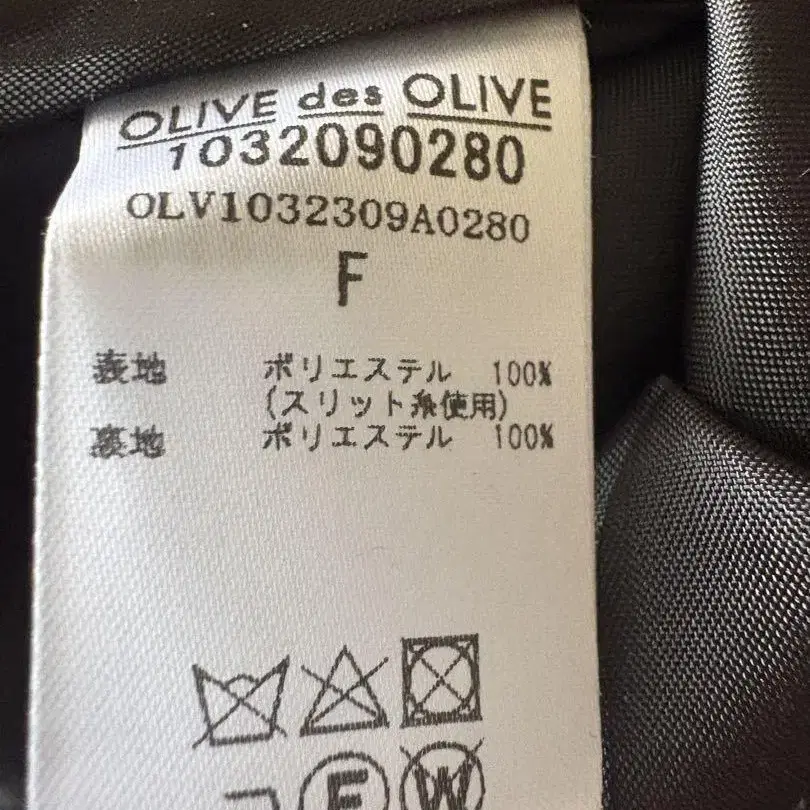 OLIVE des OLIVE
1032090280
OLV1032309A0280
F
表地 ポリエステル 100%
(スリット糸使用)
裏地 ポリエステル 100%
F W